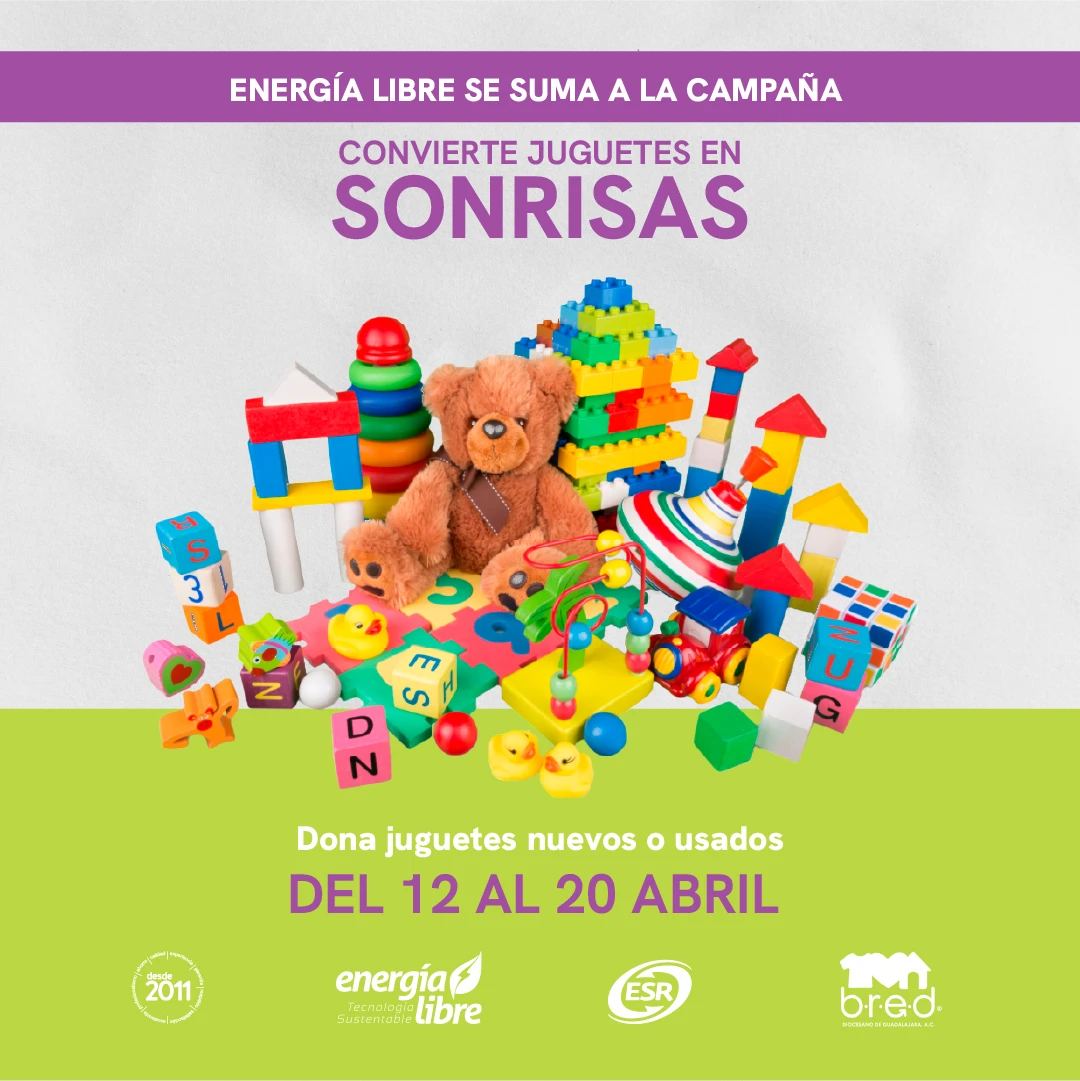 ENERGÍA LIBRE SE SUMA A LA CAMPAÑA
CONVIERTE JUGUETES EN
SONRISAS
S
3
L
N
E
S
H
D
N
Z
U
G
Dona juguetes nuevos o usados
DEL 12 AL 20 ABRIL
desde
2011
energía
Tecnología
Sustentable
libre
ESR
b·r·e·d®
DIOCESANO DE GUADALAJARA, A.C.